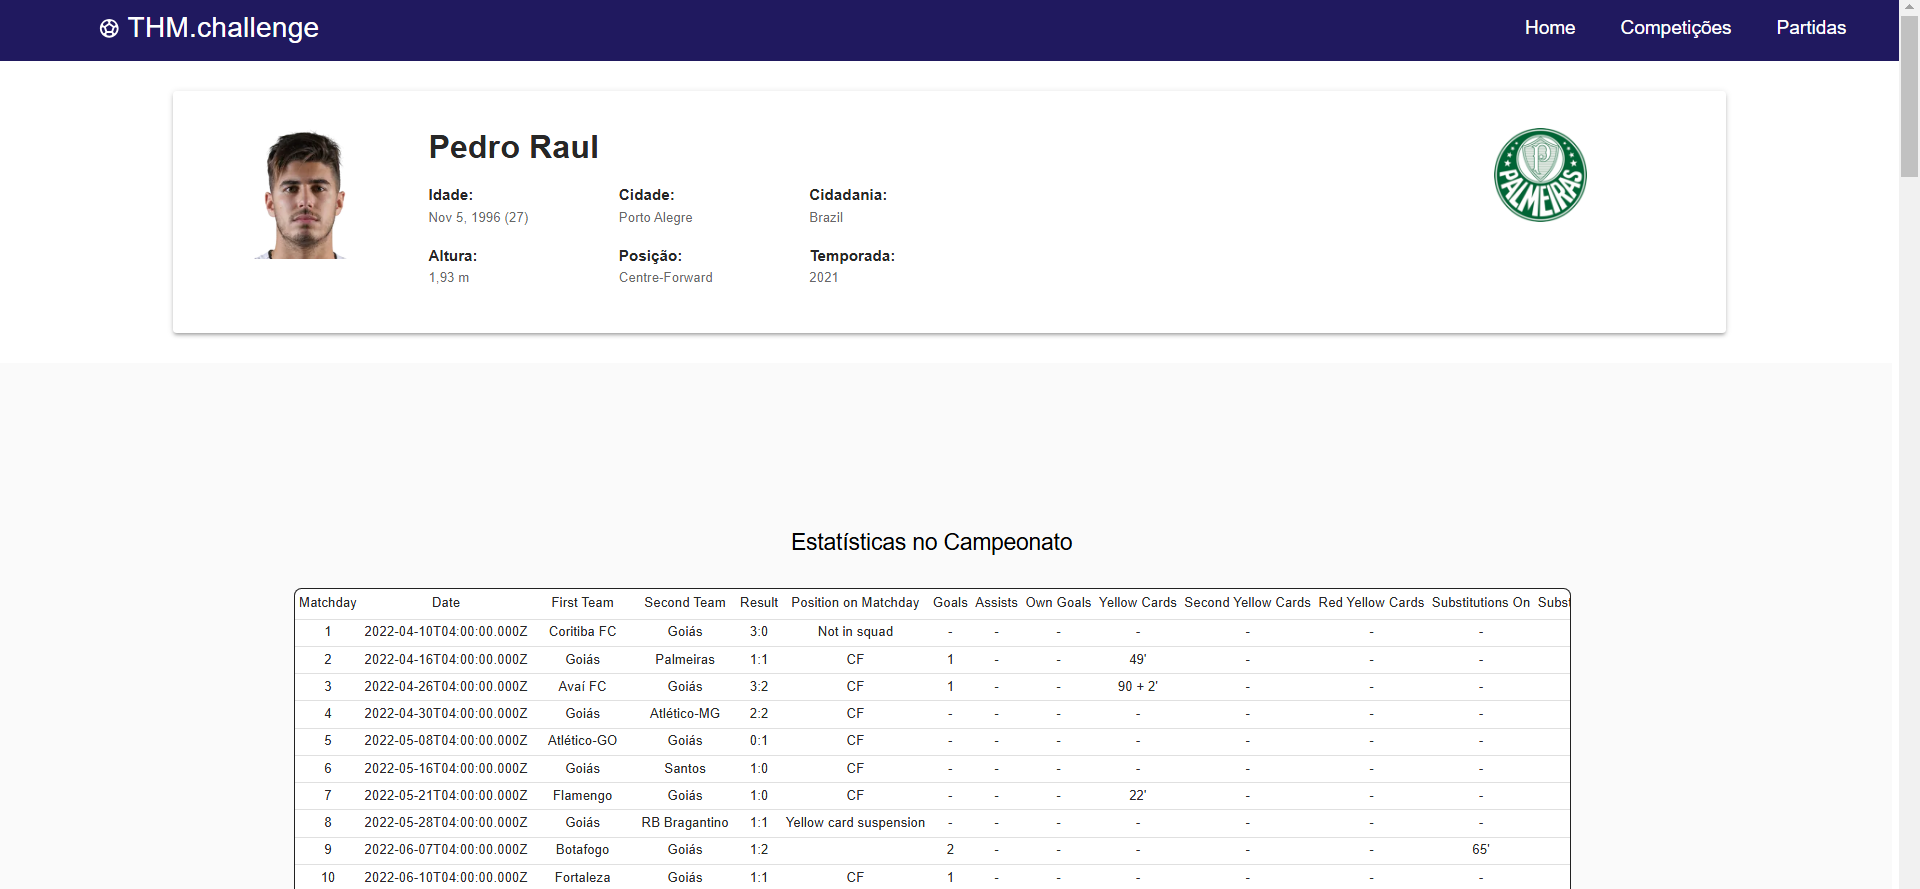 THM.challenge Home Competições Partidas
Pedro Raul
Idade: Cidade: Cidadania:
Nov 5, 1996 (27) Porto Alegre Brazil
Altura: Posição: Temporada:
1,93 m Centre-Forward 2021
P
PALMEIRAS
Estatísticas no Campeonato
Matchday Date First Team Second Team Result Position on Matchday Goals Assists Own Goals Yellow Cards Second Yellow Cards Red Yellow Cards Substitutions On Subst
1 2022-04-10T04:00:00.000Z Coritiba FC Goiás 3:0 Not in squad - - - - - - -
2 2022-04-16T04:00:00.000Z Goiás Palmeiras 1:1 CF 1 - - 49' - - -
3 2022-04-26T04:00:00.000Z Avaí FC Goiás 3:2 CF 1 - - 90 + 2' - - -
4 2022-04-30T04:00:00.000Z Goiás Atlético-MG 2:2 CF - - - - - - -
5 2022-05-08T04:00:00.000Z Atlético-GO Goiás 0:1 CF - - - - - - -
6 2022-05-16T04:00:00.000Z Goiás Santos 1:0 CF - - - - - - -
7 2022-05-21T04:00:00.000Z Flamengo Goiás 1:0 CF - - - 22' - - -
8 2022-05-28T04:00:00.000Z Goiás RB Bragantino 1:1 Yellow card suspension - - - - - - -
9 2022-06-07T04:00:00.000Z Botafogo Goiás 1:2 2 - - - - - 65'
10 2022-06-10T04:00:00.000Z Fortaleza Goiás 1:1 CF 1 - - - - - -